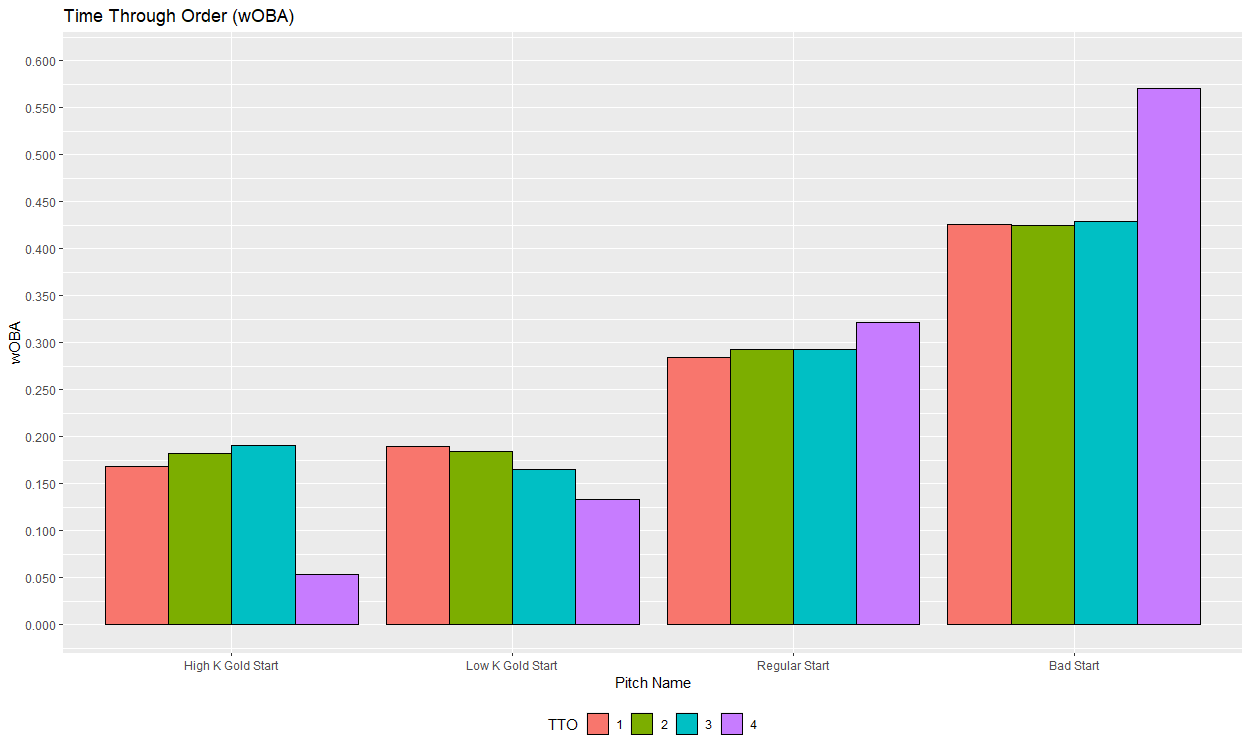 Time Through Order (wOBA)
wOBA
0.600
0.550
0.500
0.450
0.400
0.350
0.300
0.250
0.200
0.150
0.100
0.050
0.000
High K Gold Start
Low K Gold Start
Regular Start
Bad Start
Pitch Name
TTO 1 2 3 4